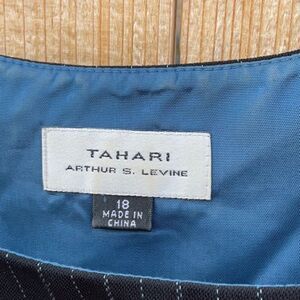 TAHARI
ARTHUR S. LEVINE
18
MADE IN
CHINA